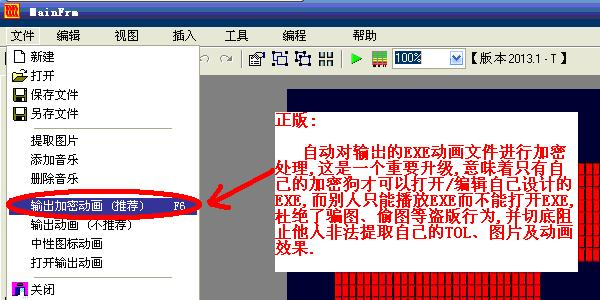 MainFrm
文件 编辑 视图 插入 工具 编程 帮助
新建
打开
保存文件
另存文件
100% 【版本2013.1 - T】
提取图片
添加音乐
删除音乐
输出加密动画 (推荐) F6
输出动画 (不推荐)
中性图标动画
打开输出动画
关闭
正版:
自动对输出的EXE动画文件进行加密
处理,这是一个重要升级,意味着只有自
己的加密狗才可以打开/编辑自己设计的
EXE,而别人只能播放EXE而不能打开EXE,
杜绝了骗图、偷图等盗版行为,并切底阻
止他人非法提取自己的TOL、图片及动画
效果.